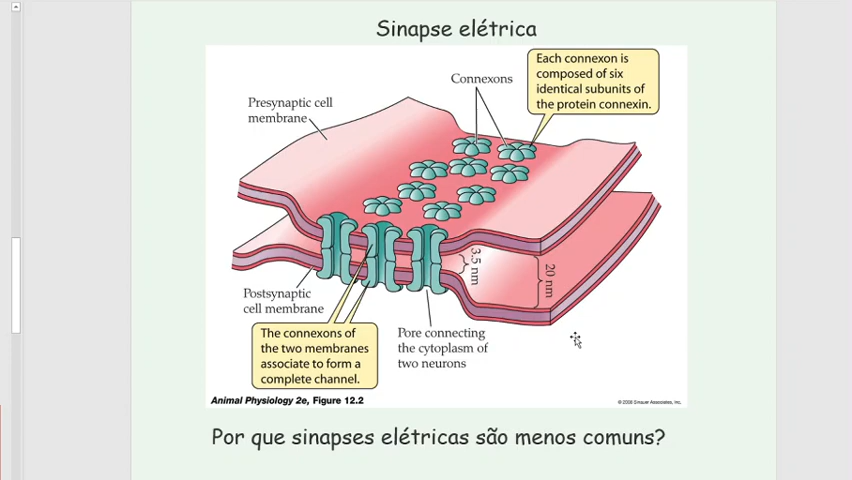 Sinapse elétrica
Connexons
Each connexon is
composed of six
identical subunits of
the protein connexin.
Presynaptic cell
membrane
3.5 nm
20 nm
Postsynaptic
cell membrane
The connexons of
the two membranes
associate to form a
complete channel.
Pore connecting
the cytoplasm of
two neurons
Animal Physiology 2e, Figure 12.2
© 2008 Sinauer Associates, Inc.
Por que sinapses elétricas são menos comuns?